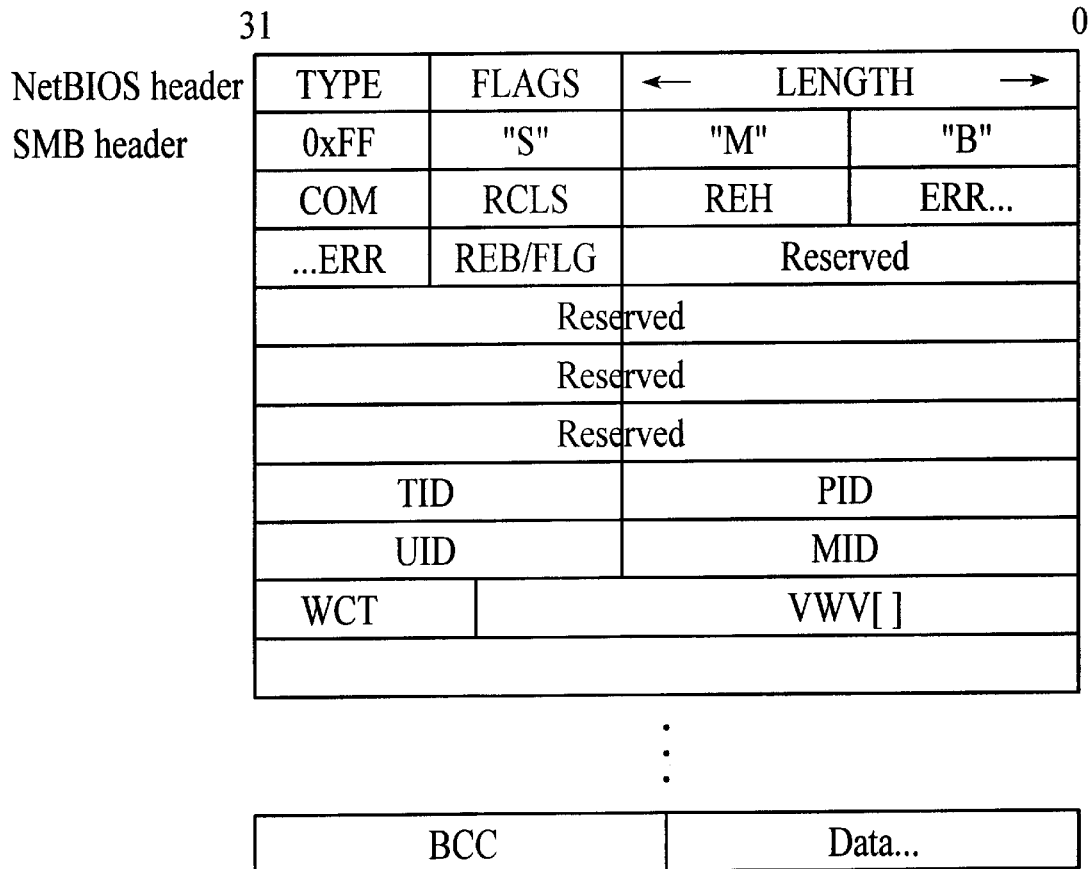 31 0
NetBIOS header TYPE FLAGS LENGTH
SMB header 0xFF "S" "M" "B"
COM RCLS REH ERR...
...ERR REB/FLG Reserved
Reserved
Reserved
Reserved
TID PID
UID MID
WCT VWV[ ]
BCC Data...